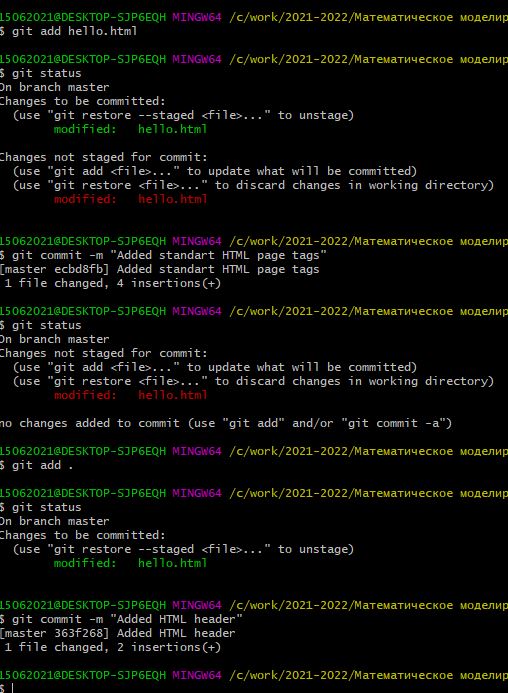 15062021@DESKTOP-SJP6EQH MINGW64 /c/work/2021-2022/Математическое моделир
$ git add hello.html
15062021@DESKTOP-SJP6EQH MINGW64 /c/work/2021-2022/Математическое моделир
$ git status
On branch master
Changes to be committed:
  (use "git restore --staged <file>..." to unstage)
        modified:   hello.html
Changes not staged for commit:
  (use "git add <file>..." to update what will be committed)
  (use "git restore <file>..." to discard changes in working directory)
        modified:   hello.html
15062021@DESKTOP-SJP6EQH MINGW64 /c/work/2021-2022/Математическое моделир
$ git commit -m "Added standart HTML page tags"
[master ecbd8fb] Added standart HTML page tags
 1 file changed, 4 insertions(+)
15062021@DESKTOP-SJP6EQH MINGW64 /c/work/2021-2022/Математическое моделир
$ git status
On branch master
Changes not staged for commit:
  (use "git add <file>..." to update what will be committed)
  (use "git restore <file>..." to discard changes in working directory)
        modified:   hello.html
no changes added to commit (use "git add" and/or "git commit -a")
15062021@DESKTOP-SJP6EQH MINGW64 /c/work/2021-2022/Математическое моделир
$ git add .
15062021@DESKTOP-SJP6EQH MINGW64 /c/work/2021-2022/Математическое моделир
$ git status
On branch master
Changes to be committed:
  (use "git restore --staged <file>..." to unstage)
        modified:   hello.html
15062021@DESKTOP-SJP6EQH MINGW64 /c/work/2021-2022/Математическое моделир
$ git commit -m "Added HTML header"
[master 363f268] Added HTML header
 1 file changed, 2 insertions(+)
15062021@DESKTOP-SJP6EQH MINGW64 /c/work/2021-2022/Математическое моделир
$